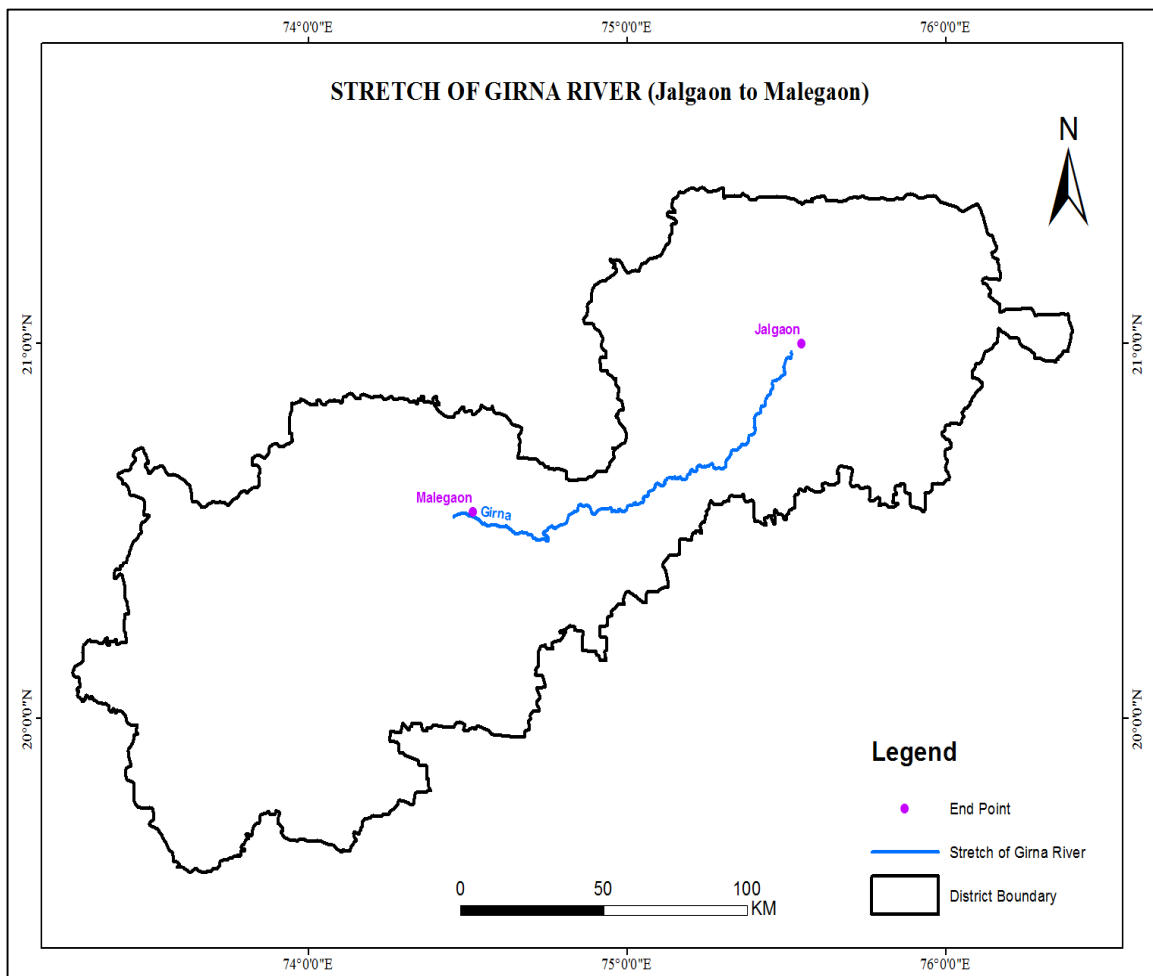 74°0'0"E 75°0'0"E 76°0'0"E
STRETCH OF GIRNA RIVER (Jalgaon to Malegaon)
N
21°0'0"N 21°0'0"N
Jalgaon
Malegaon
Girna
20°0'0"N 20°0'0"N
Legend
End Point
Stretch of Girna River
District Boundary
0 50 100
KM
74°0'0"E 75°0'0"E 76°0'0"E